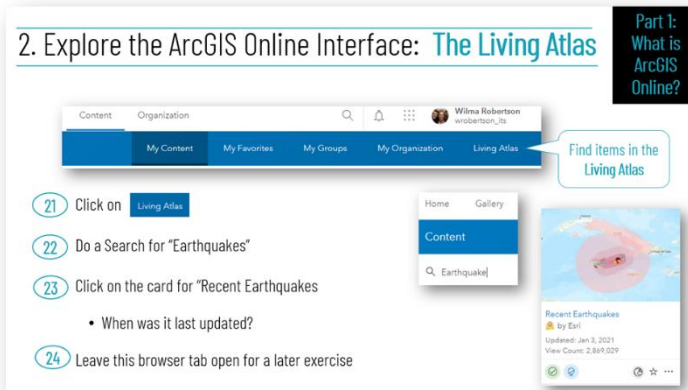 2. Explore the ArcGIS Online Interface: The Living Atlas
Part 1:
What is
ArcGIS
Online?
Content Organization
Wilma Robertson
wrobertson_its
My Content My Favorites My Groups My Organization Living Atlas
Find items in the
Living Atlas
21 Click on Living Atlas
22 Do a Search for "Earthquakes"
23 Click on the card for "Recent Earthquakes
• When was it last updated?
24 Leave this browser tab open for a later exercise
Home Gallery
Content
Earthquake
Recent Earthquakes
by Esri
Updated: Jan 3, 2021
View Count: 2,869,029